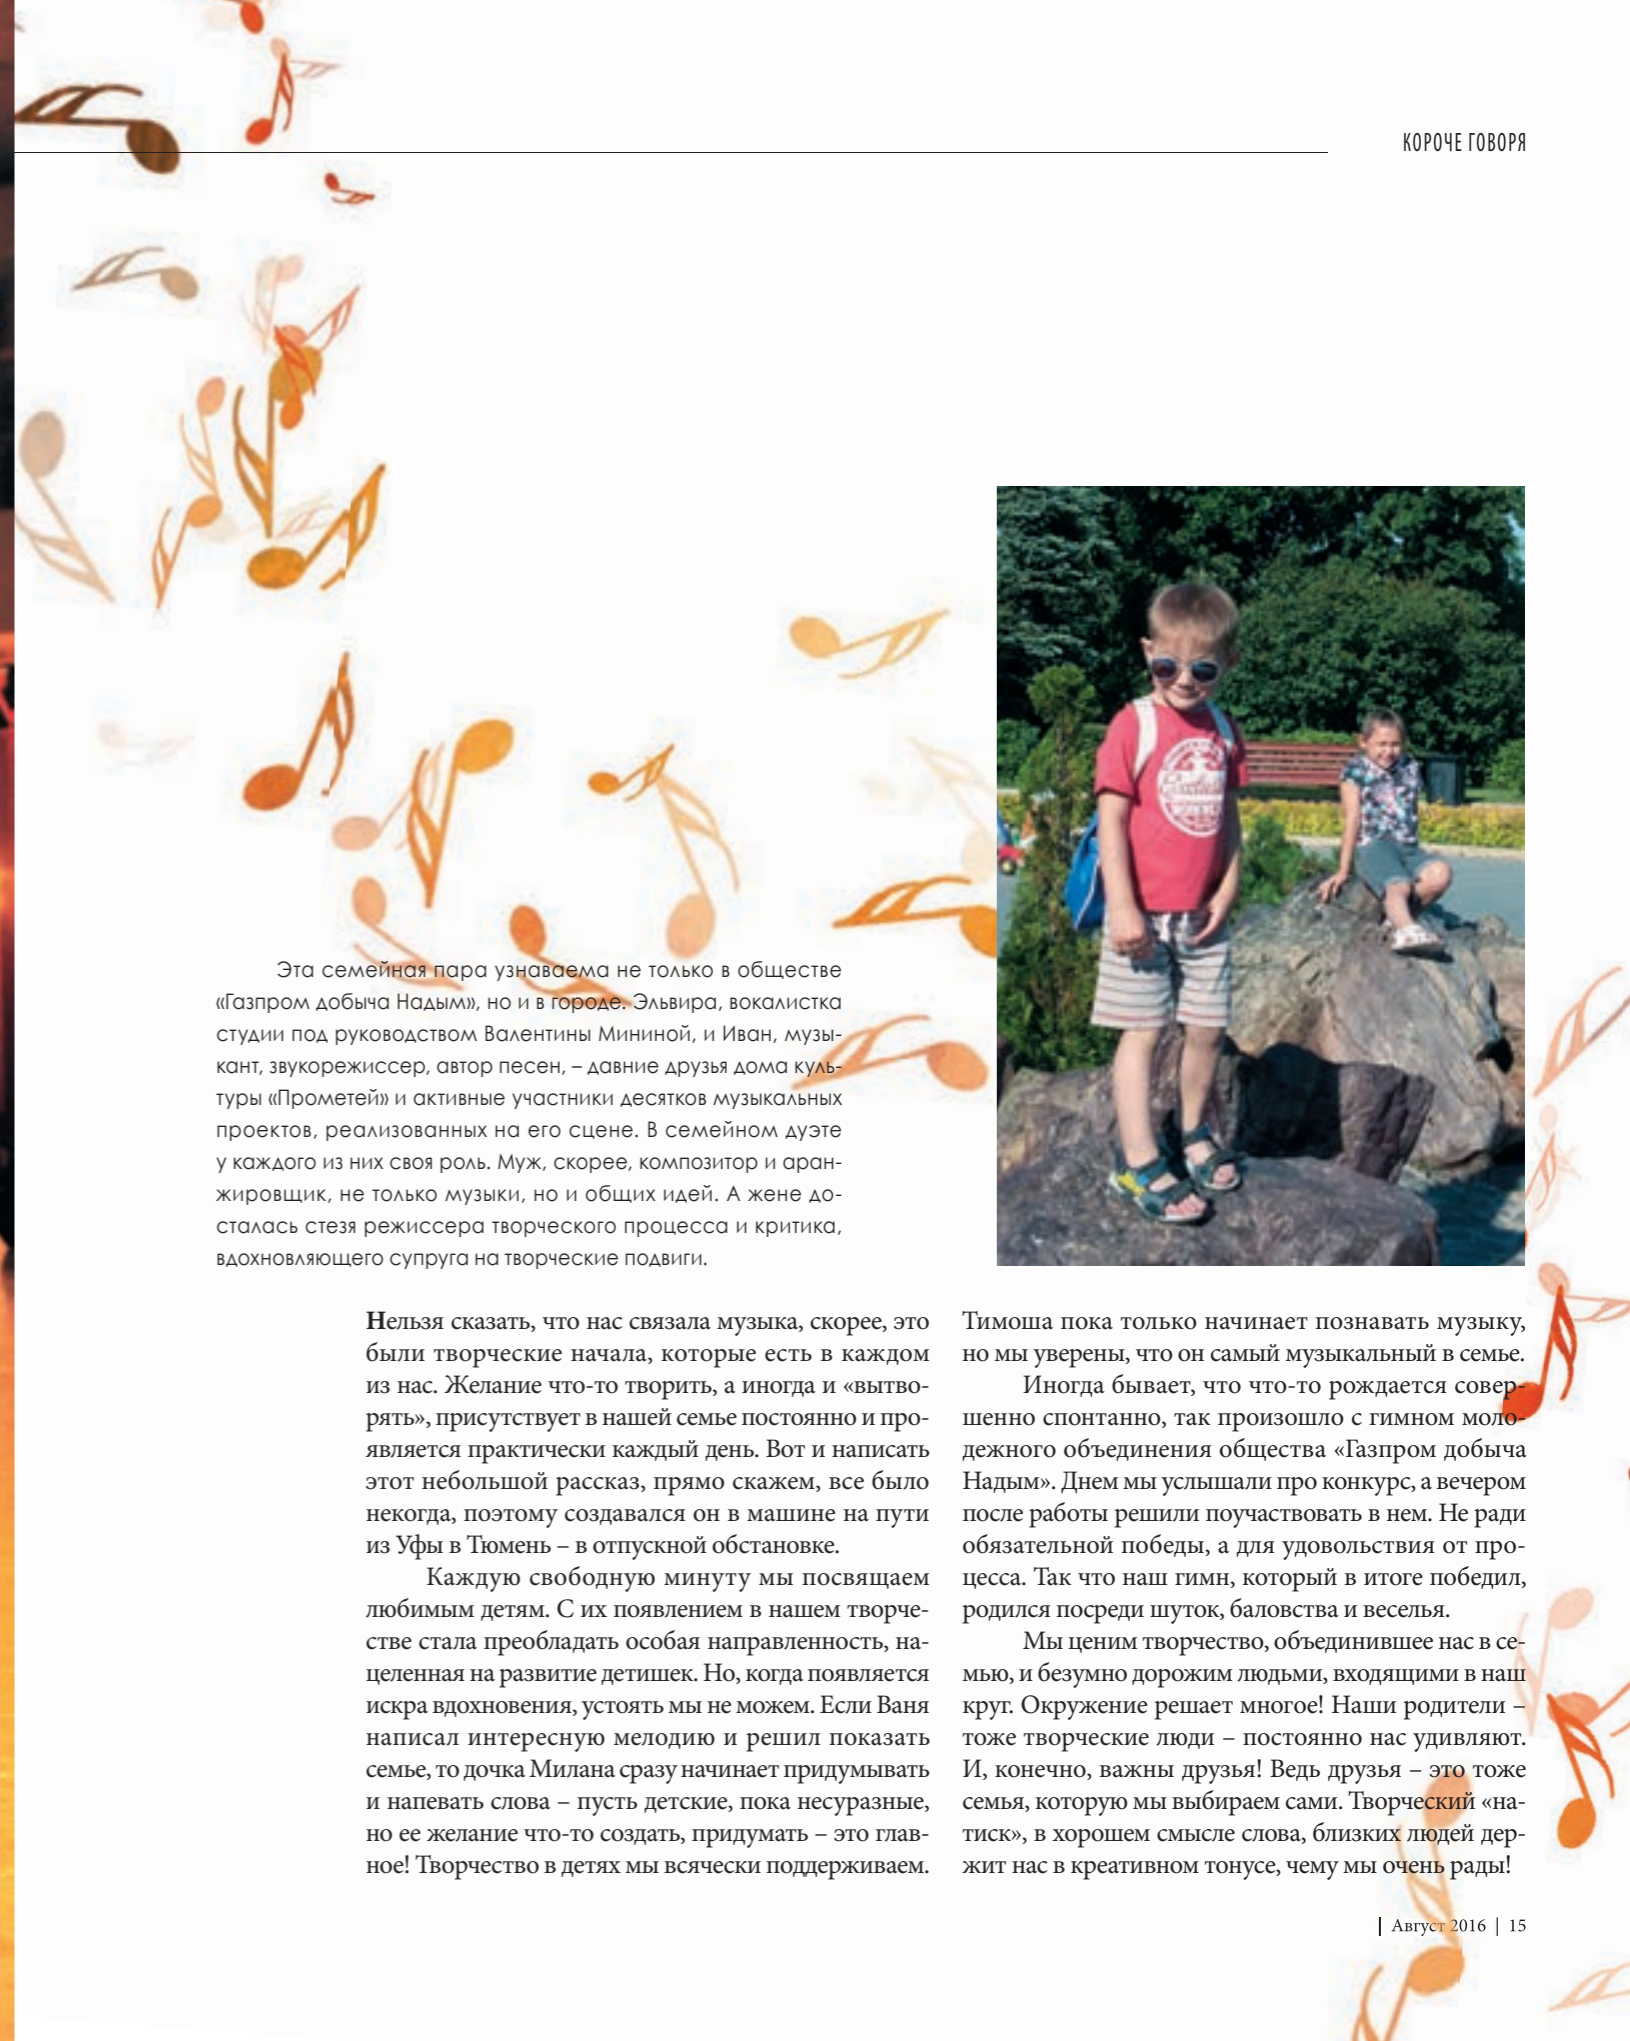 КОРОЧЕ ГОВОРЯ
Эта семейная пара узнаваема не только в обществе
«Газпром добыча Надым», но и в городе. Эльвира, вокалистка
студии под руководством Валентины Мининой, и Иван, музы-
кант, звукорежиссер, автор песен, – давние друзья дома куль-
туры «Прометей» и активные участники десятков музыкальных
проектов, реализованных на его сцене. В семейном дуэте
у каждого из них своя роль. Муж, скорее, композитор и аран-
жировщик, не только музыки, но и общих идей. А жене до-
сталась стезя режиссера творческого процесса и критика,
вдохновляющего супруга на творческие подвиги.
Нельзя сказать, что нас связала музыка, скорее, это
были творческие начала, которые есть в каждом
из нас. Желание что-то творить, а иногда и «вытво-
рять», присутствует в нашей семье постоянно и про-
является практически каждый день. Вот и написать
этот небольшой рассказ, прямо скажем, все было
некогда, поэтому создавался он в машине на пути
из Уфы в Тюмень – в отпускной обстановке.
Каждую свободную минуту мы посвящаем
любимым детям. С их появлением в нашем творче-
стве стала преобладать особая направленность, на-
целенная на развитие детишек. Но, когда появляется
искра вдохновения, устоять мы не можем. Если Ваня
написал интересную мелодию и решил показать
семье, то дочка Милана сразу начинает придумывать
и напевать слова – пусть детские, пока несуразные,
но ее желание что-то создать, придумать – это глав-
ное! Творчество в детях мы всячески поддерживаем.
Тимоша пока только начинает познавать музыку,
но мы уверены, что он самый музыкальный в семье.
Иногда бывает, что что-то рождается совер-
шенно спонтанно, так произошло с гимном моло-
дежного объединения общества «Газпром добыча
Надым». Днем мы услышали про конкурс, а вечером
после работы решили поучаствовать в нем. Не ради
обязательной победы, а для удовольствия от про-
цесса. Так что наш гимн, который в итоге победил,
родился посреди шуток, баловства и веселья.
Мы ценим творчество, объединившее нас в се-
мью, и безумно дорожим людьми, входящими в наш
круг. Окружение решает многое! Наши родители –
тоже творческие люди – постоянно нас удивляют.
И, конечно, важны друзья! Ведь друзья – это тоже
семья, которую мы выбираем сами. Творческий «на-
тиск», в хорошем смысле слова, близких людей дер-
жит нас в креативном тонусе, чему мы очень рады!
| Август 2016 | 15